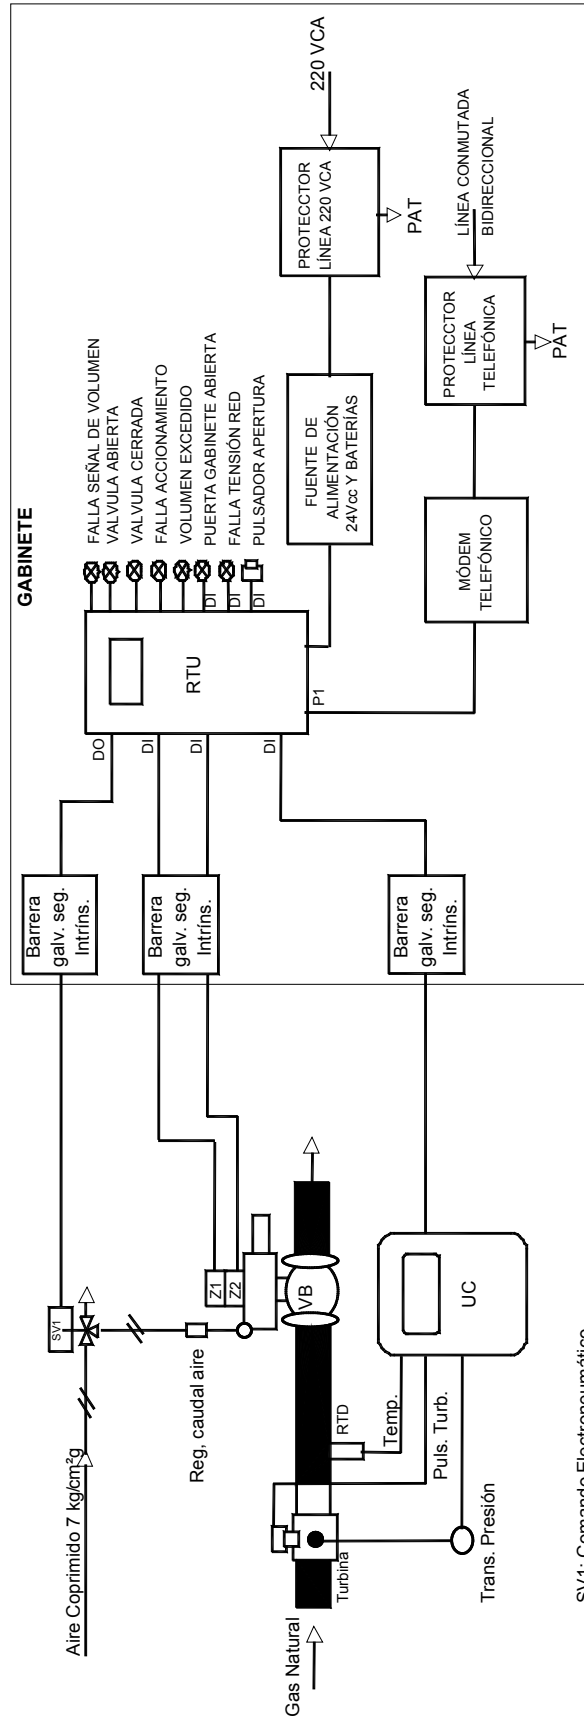 GABINETE
FALLA SEÑAL DE VOLUMEN
VALVULA ABIERTA
VALVULA CERRADA
FALLA ACCIONAMIENTO
VOLUMEN EXCEDIDO
PUERTA GABINETE ABIERTA
FALLA TENSIÓN RED
PULSADOR APERTURA
DI
DI
DI
220 VCA
PROTECCTOR
LÍNEA 220 VCA
PAT
LÍNEA CONMUTADA
BIDIRECCIONAL
PROTECCTOR
LÍNEA
TELEFÓNICA
PAT
FUENTE DE
ALIMENTACIÓN
24Vcc Y BATERÍAS
MÓDEM
TELEFÓNICO
RTU
P1
DO
DI
DI
DI
Barrera
galv. seg.
Intríns.
Barrera
galv. seg.
Intríns.
Barrera
galv. seg.
Intríns.
Aire Coprimido 7 kg/cm²g
SV1
Reg, caudal aire
Z1
Z2
VB
Gas Natural
Turbina
RTD
Temp.
Puls. Turb.
Trans. Presión
UC
SV1: Comando Electroneumático